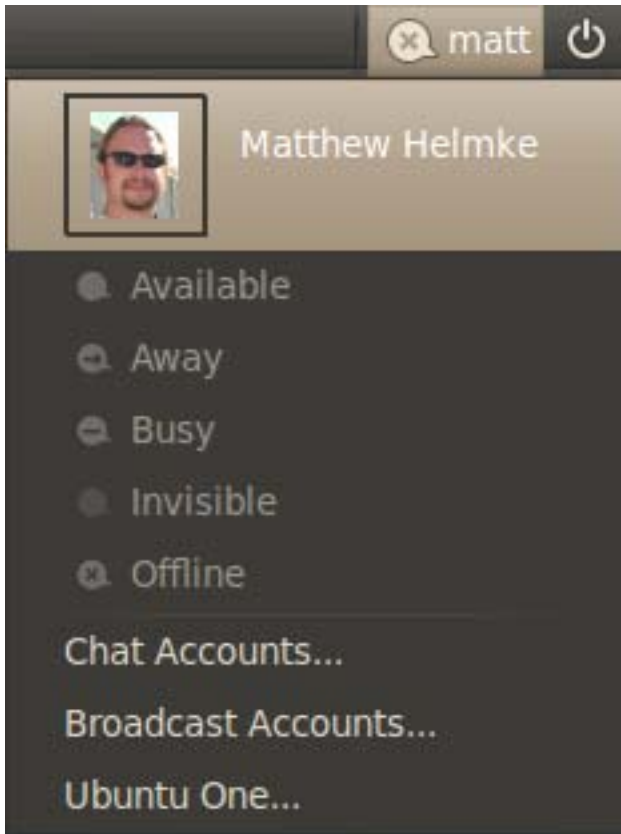 matt
Matthew Helmke
Available
Away
Busy
Invisible
Offline
Chat Accounts...
Broadcast Accounts...
Ubuntu One...